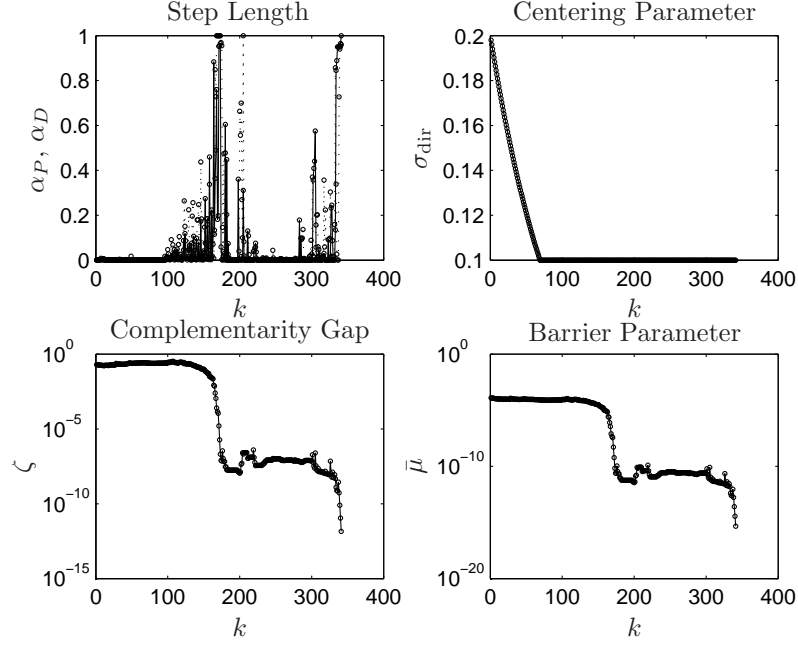 Step Length
1
0.8
0.6
0.4
0.2
0
α_P, α_D
0 100 200 300 400
k
Centering Parameter
0.2
0.18
0.16
0.14
0.12
0.1
σ_dir
0 100 200 300 400
k
Complementarity Gap
10^0
10^−5
10^−10
10^−15
ζ
0 100 200 300 400
k
Barrier Parameter
10^0
10^−10
10^−20
μ̄
0 100 200 300 400
k